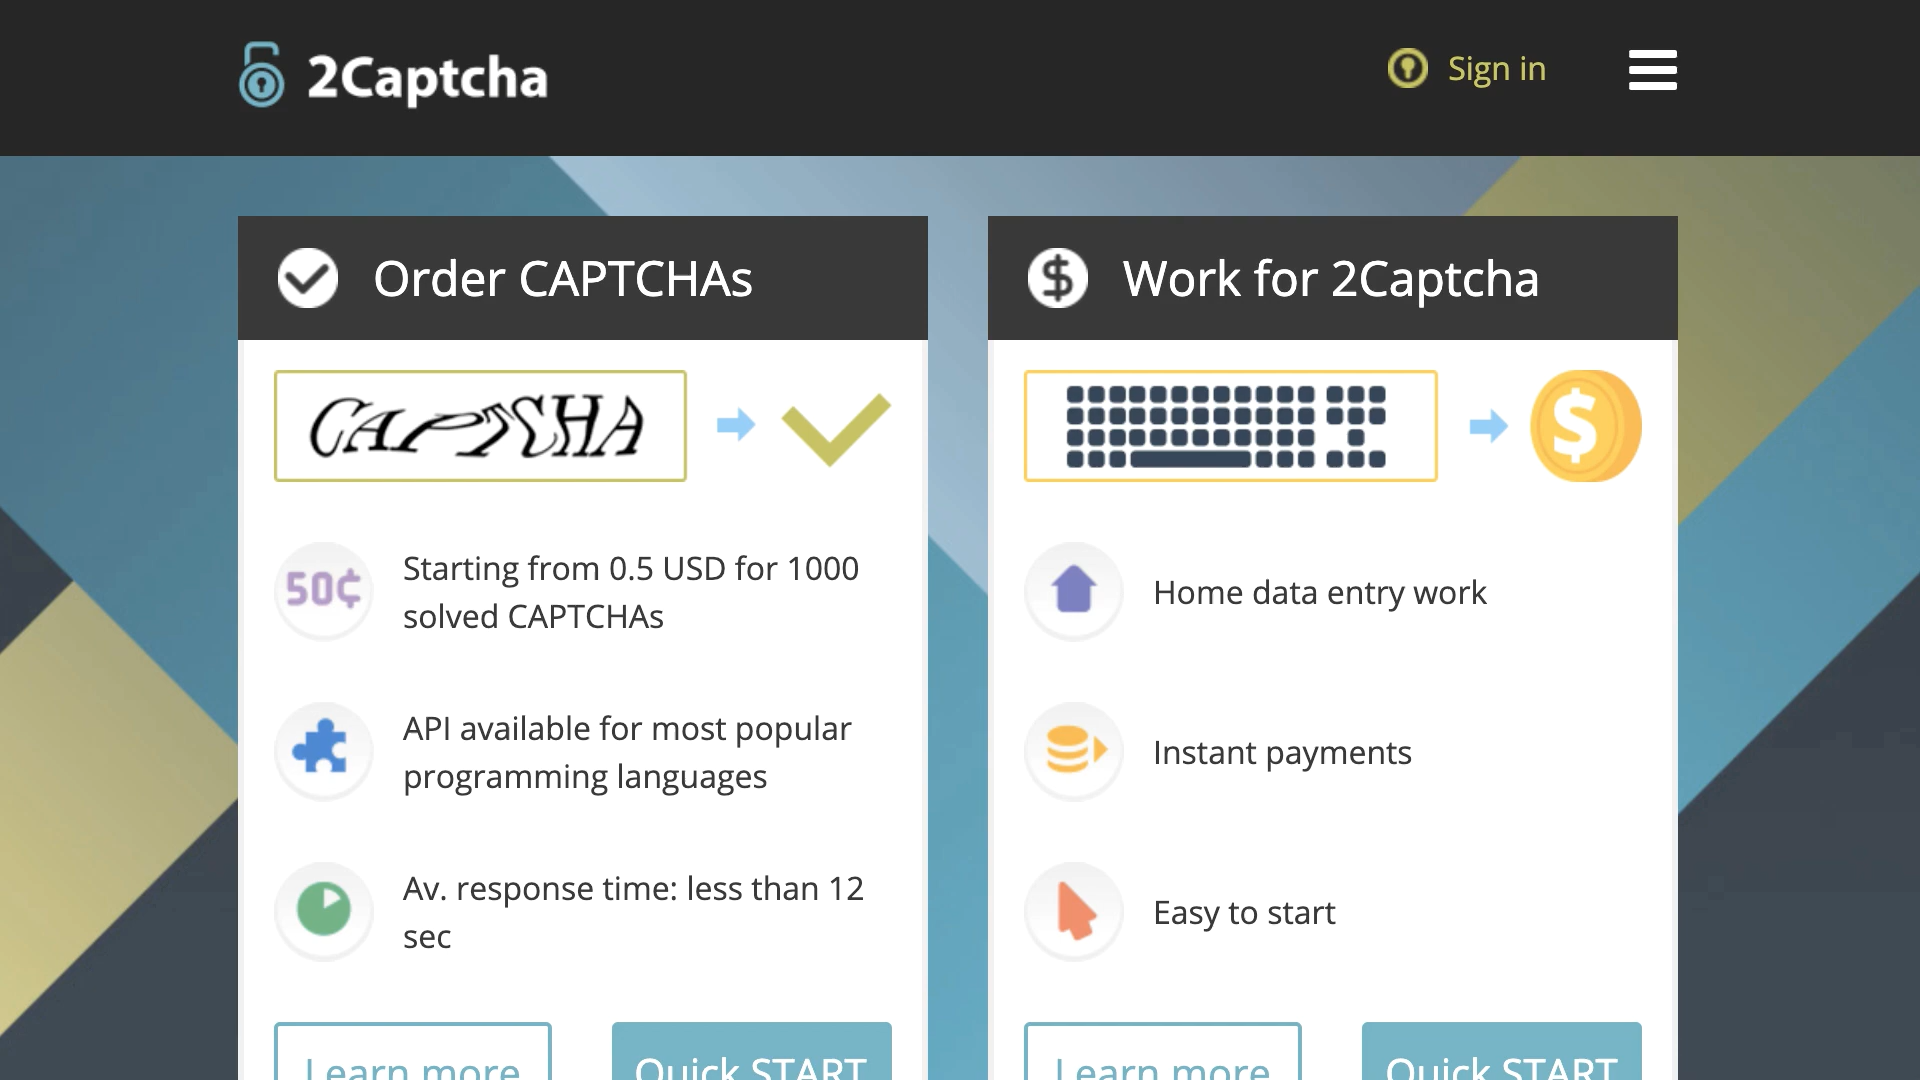 2Captcha
Sign in
Order CAPTCHAs
CAPTCHA
50¢
Starting from 0.5 USD for 1000
solved CAPTCHAs
API available for most popular
programming languages
Av. response time: less than 12
sec
Learn more
Quick START
Work for 2Captcha
$
Home data entry work
Instant payments
Easy to start
Learn more
Quick START